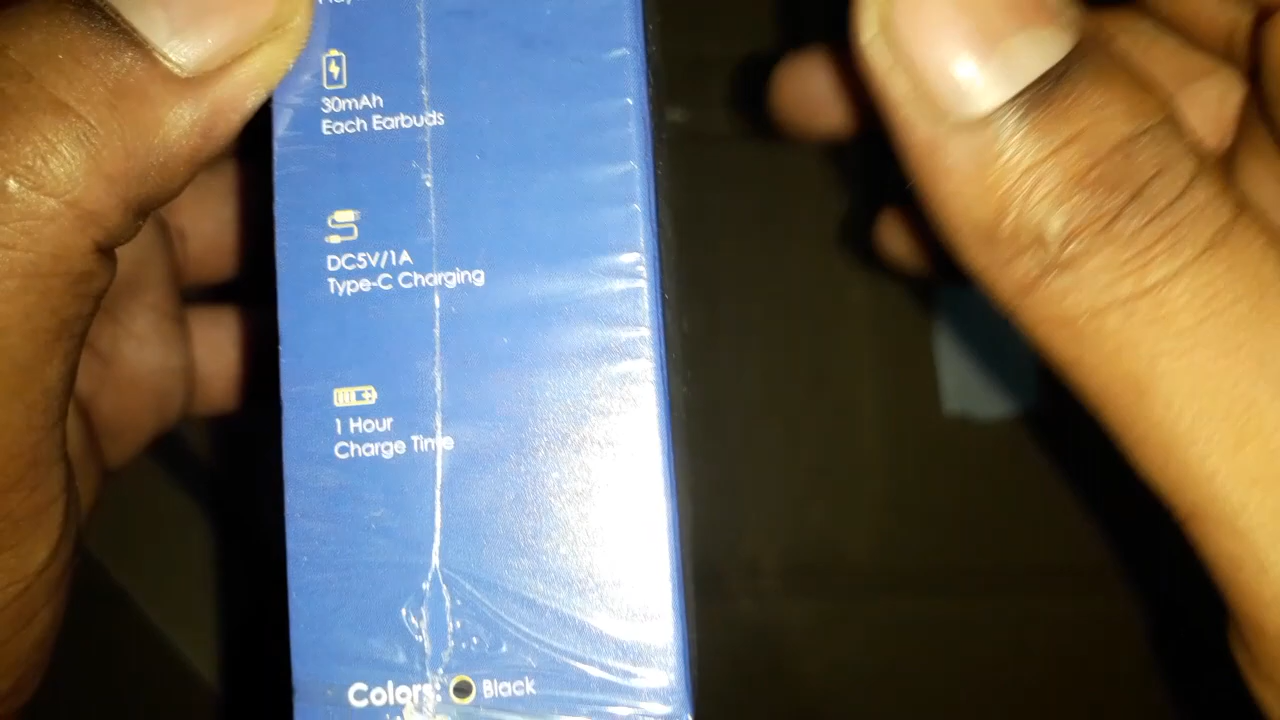 30mAh
Each Earbuds
DC5V/1A
Type-C Charging
1 Hour
Charge Time
Colors: Black